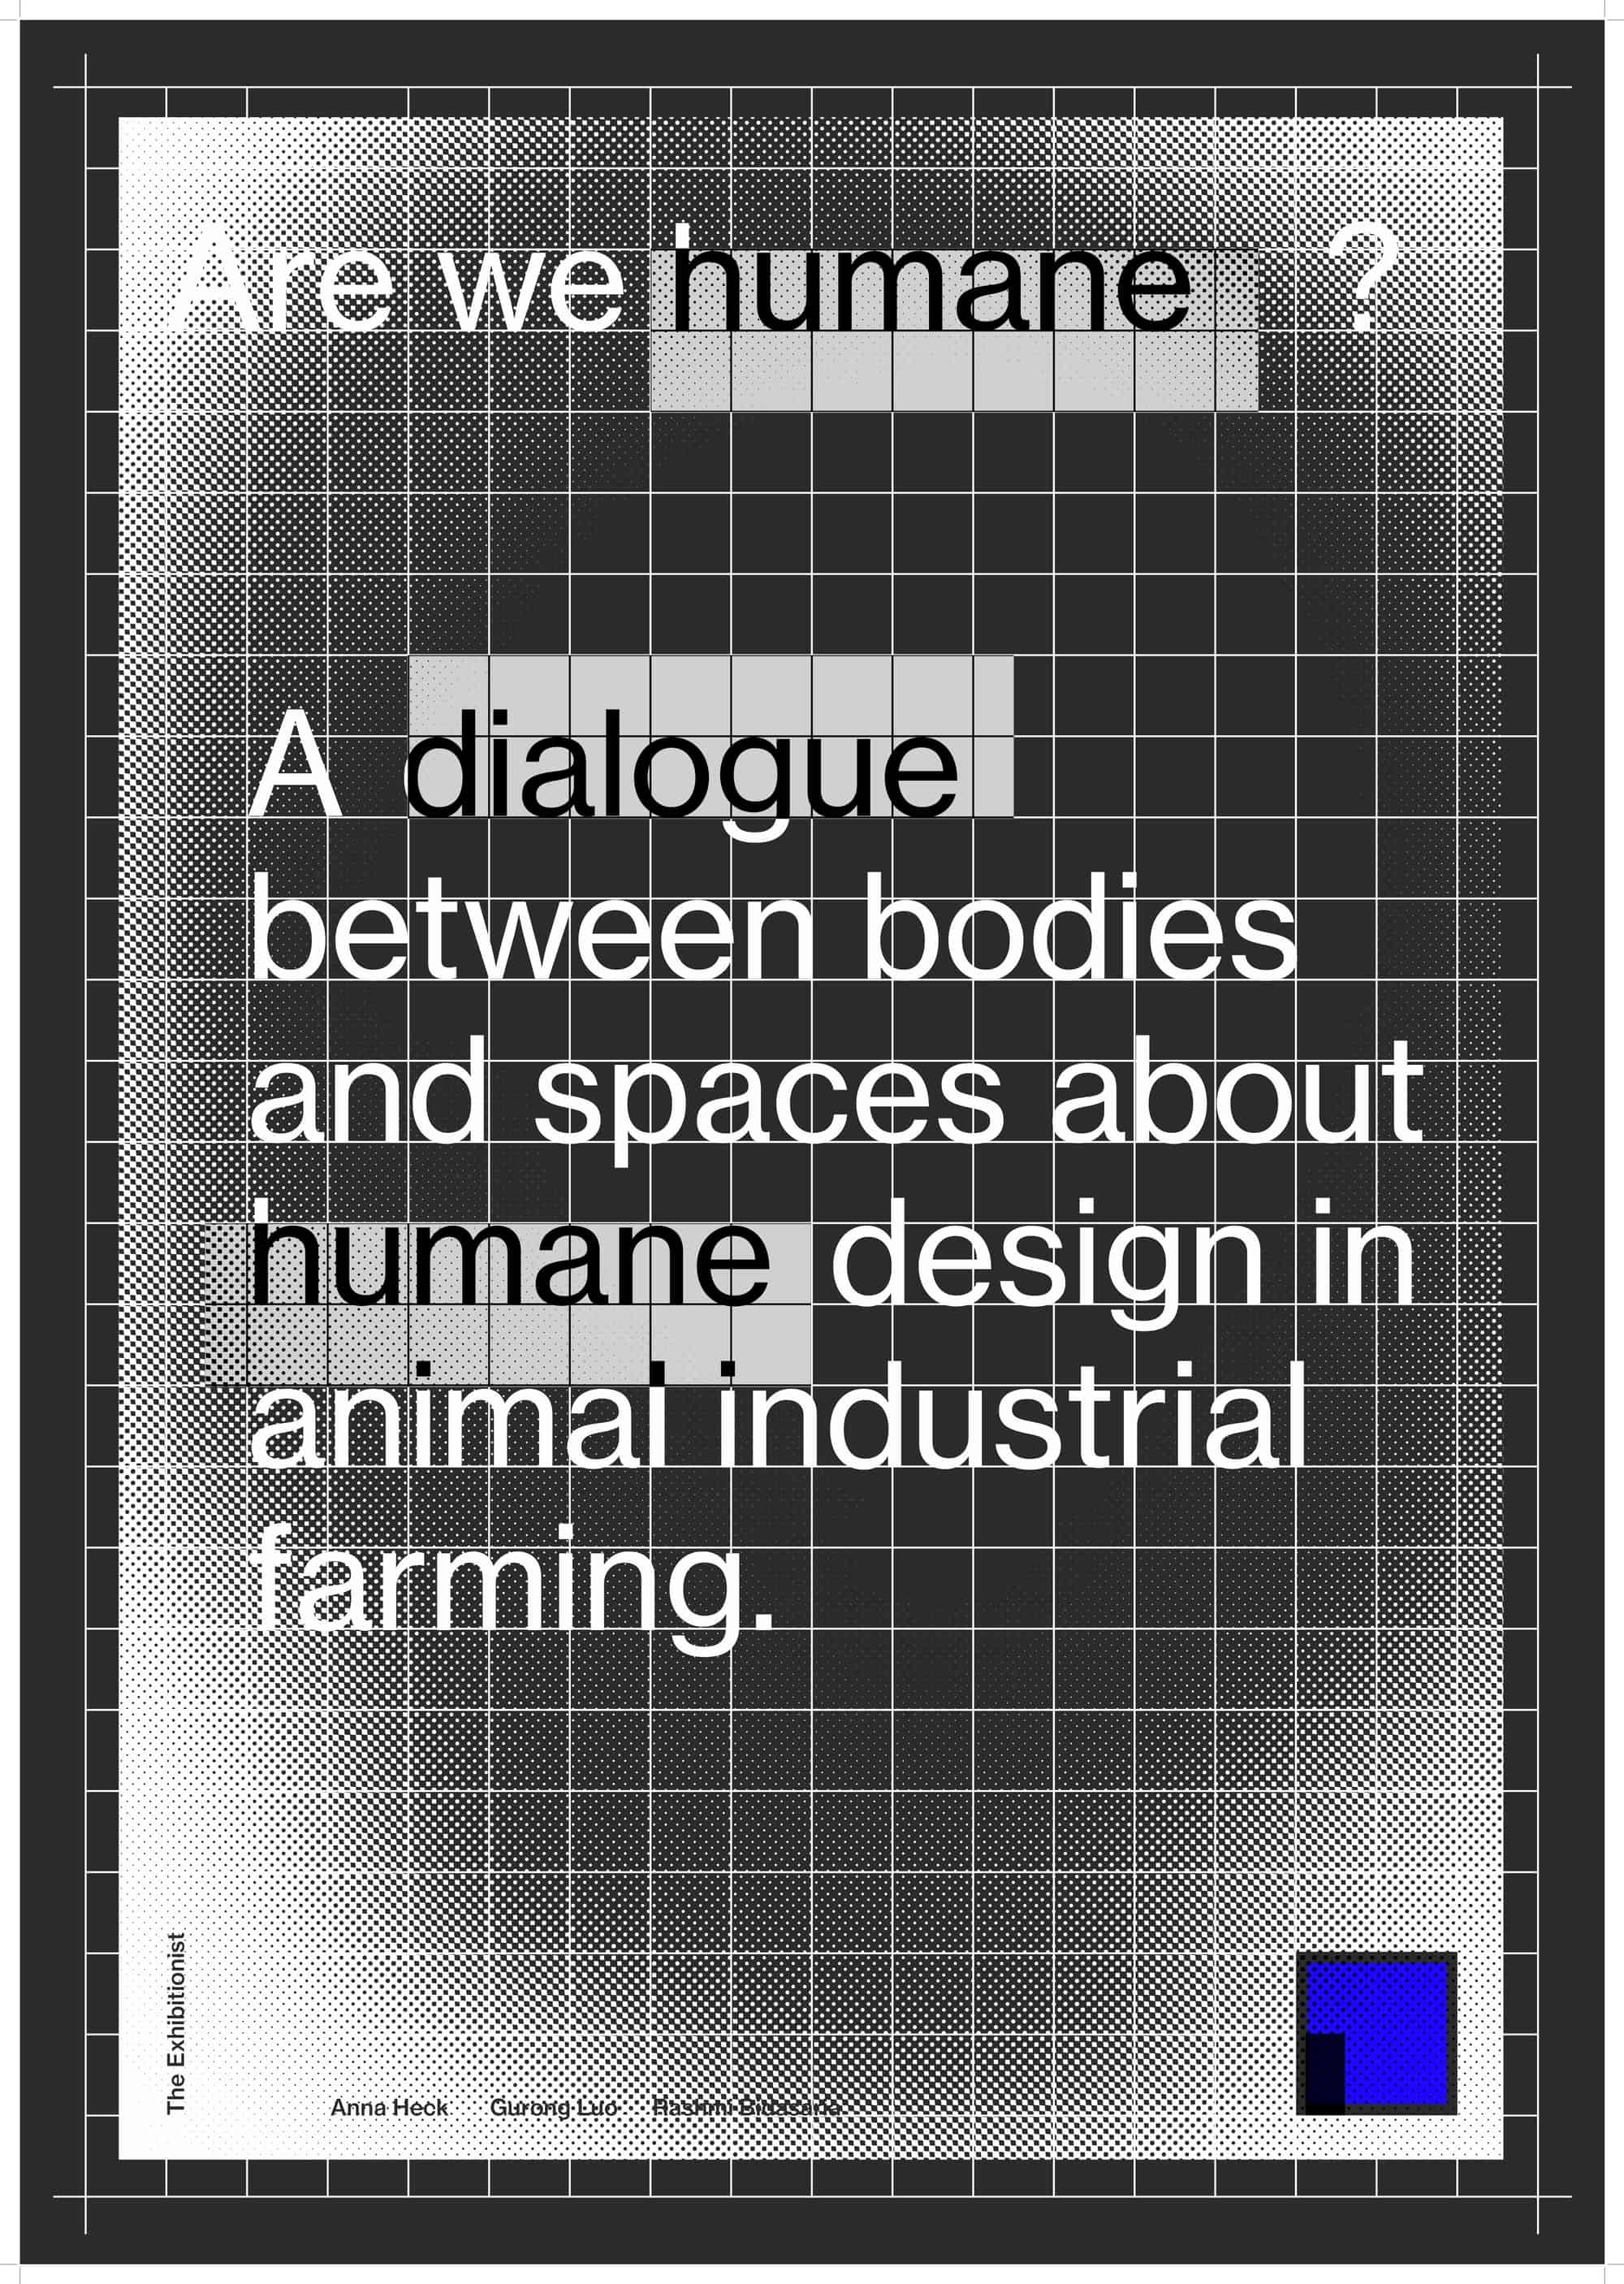 Are we humane ?
A dialogue
between bodies
and spaces about
humane design in
animal industrial
farming.
The Exhibitionist
Anna Heck Gurong Luo Rashmi Bidasaria